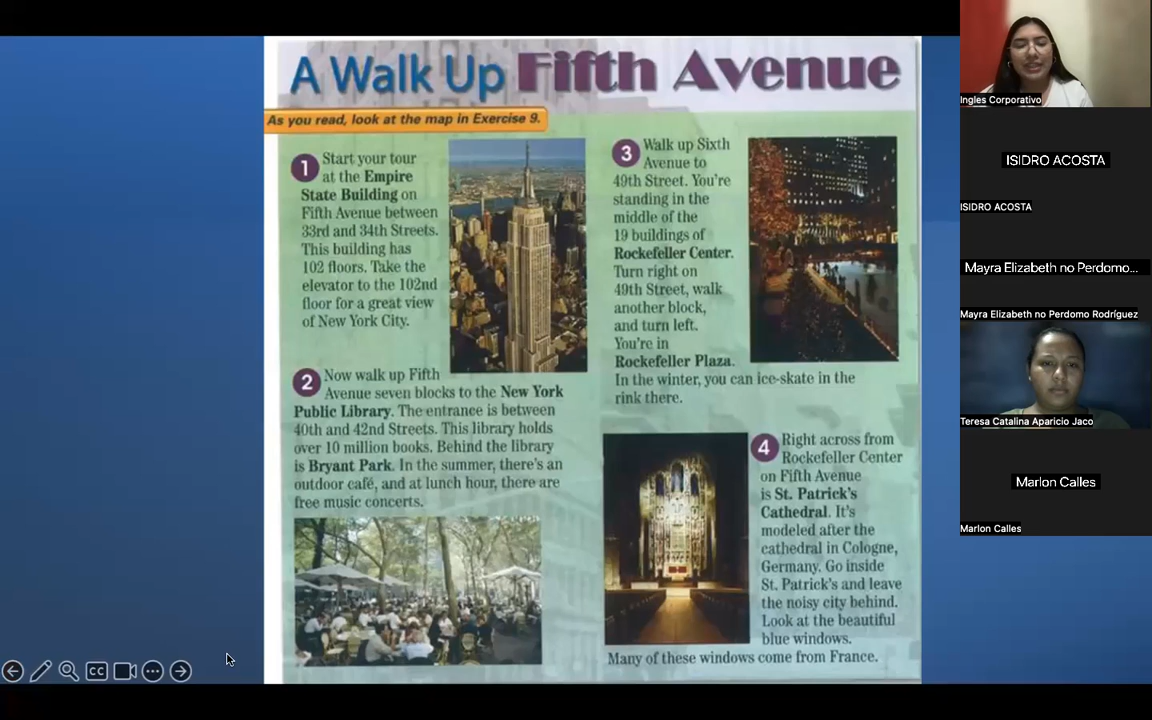 A Walk Up Fifth Avenue
As you read, look at the map in Exercise 9.
1 Start your tour
at the Empire
State Building on
Fifth Avenue between
33rd and 34th Streets.
This building has
102 floors. Take the
elevator to the 102nd
floor for a great view
of New York City.
2 Now walk up Fifth
Avenue seven blocks to the New York
Public Library. The entrance is between
40th and 42nd Streets. This library holds
over 10 million books. Behind the library
is Bryant Park. In the summer, there's an
outdoor café, and at lunch hour, there are
free music concerts.
3 Walk up Sixth
Avenue to
49th Street. You're
standing in the
middle of the
19 buildings of
Rockefeller Center.
Turn right on
49th Street, walk
another block,
and turn left.
You're in
Rockefeller Plaza.
In the winter, you can ice-skate in the
rink there.
4 Right across from
Rockefeller Center
on Fifth Avenue
is St. Patrick's
Cathedral. It's
modeled after the
cathedral in Cologne,
Germany. Go inside
St. Patrick's and leave
the noisy city behind.
Look at the beautiful
blue windows.
Many of these windows come from France.
CC
Ingles Corporativo
ISIDRO ACOSTA
ISIDRO ACOSTA
Mayra Elizabeth no Perdomo...
Mayra Elizabeth no Perdomo Rodríguez
Teresa Catalina Aparicio Jaco
Marlon Calles
Marlon Calles